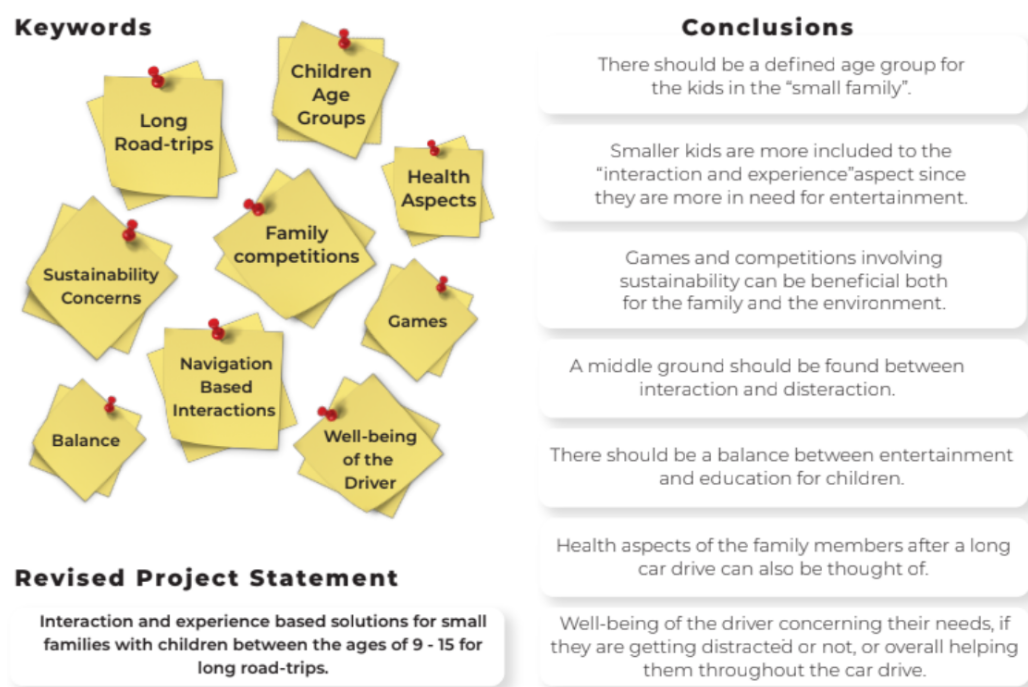 Keywords
Children
Age
Groups
Long
Road-trips
Health
Aspects
Family
competitions
Sustainability
Concerns
Games
Navigation
Based
Interactions
Balance
Well-being
of the
Driver
Revised Project Statement
Interaction and experience based solutions for small
families with children between the ages of 9 - 15 for
long road-trips.
Conclusions
There should be a defined age group for
the kids in the “small family”.
Smaller kids are more included to the
“interaction and experience”aspect since
they are more in need for entertainment.
Games and competitions involving
sustainability can be beneficial both
for the family and the environment.
A middle ground should be found between
interaction and disteraction.
There should be a balance between entertainment
and education for children.
Health aspects of the family members after a long
car drive can also be thought of.
Well-being of the driver concerning their needs, if
they are getting distracted or not, or overall helping
them throughout the car drive.